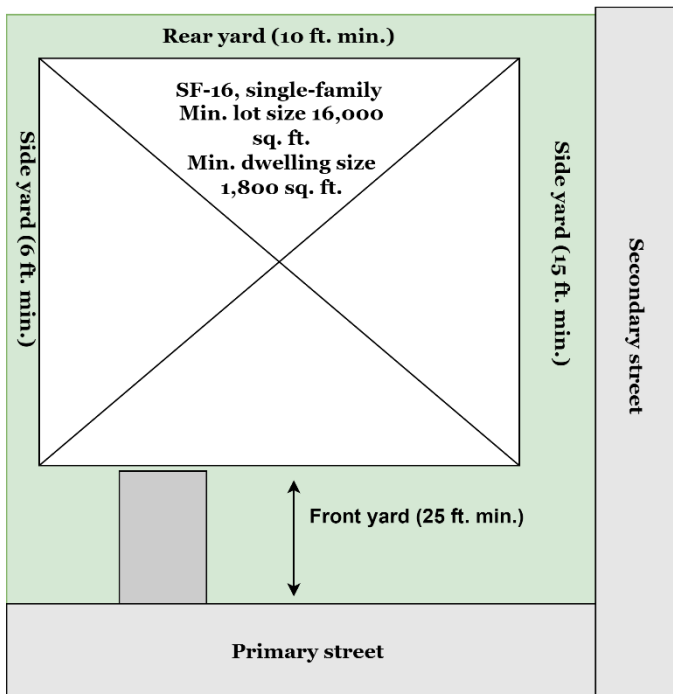 Rear yard (10 ft. min.)
SF-16, single-family
Min. lot size 16,000
sq. ft.
Min. dwelling size
1,800 sq. ft.
Side yard (6 ft. min.)
Side yard (15 ft. min.)
Secondary street
Front yard (25 ft. min.)
Primary street